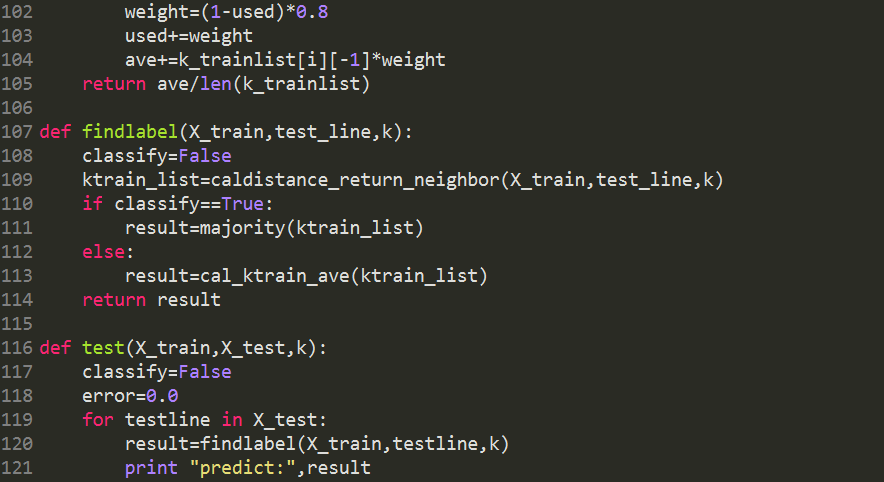 102         weight=(1-used)*0.8
103         used+=weight
104         ave+=k_trainlist[i][-1]*weight
105     return ave/len(k_trainlist)
106
107 def findlabel(X_train,test_line,k):
108     classify=False
109     ktrain_list=caldistance_return_neighbor(X_train,test_line,k)
110     if classify==True:
111         result=majority(ktrain_list)
112     else:
113         result=cal_ktrain_ave(ktrain_list)
114     return result
115
116 def test(X_train,X_test,k):
117     classify=False
118     error=0.0
119     for testline in X_test:
120         result=findlabel(X_train,testline,k)
121         print "predict:",result